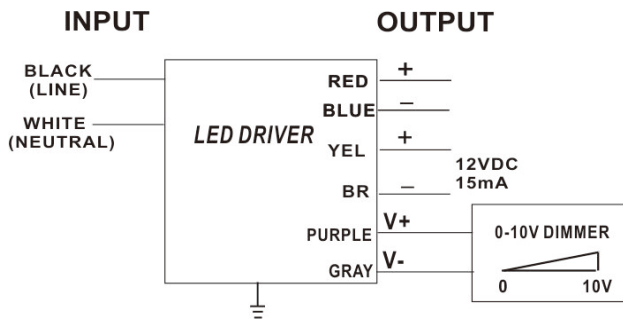 INPUT
OUTPUT
BLACK
(LINE)
WHITE
(NEUTRAL)
LED DRIVER
RED +
BLUE −
YEL +
BR −
12VDC
15mA
PURPLE V+
GRAY V-
0-10V DIMMER
0 10V